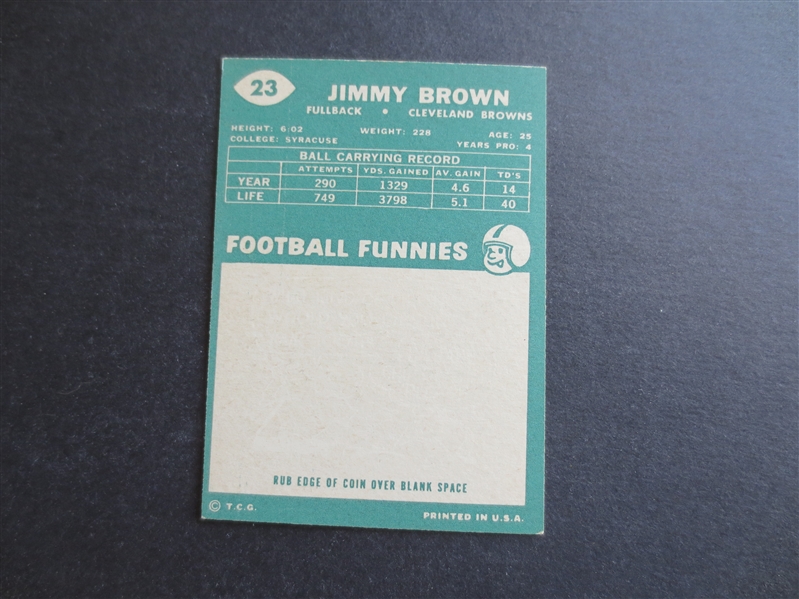 23 JIMMY BROWN
FULLBACK • CLEVELAND BROWNS
HEIGHT: 6:02 WEIGHT: 228 AGE: 25
COLLEGE: SYRACUSE YEARS PRO: 4
BALL CARRYING RECORD
ATTEMPTS YDS. GAINED AV. GAIN TD'S
YEAR 290 1329 4.6 14
LIFE 749 3798 5.1 40
FOOTBALL FUNNIES
RUB EDGE OF COIN OVER BLANK SPACE
© T.C.G. PRINTED IN U.S.A.